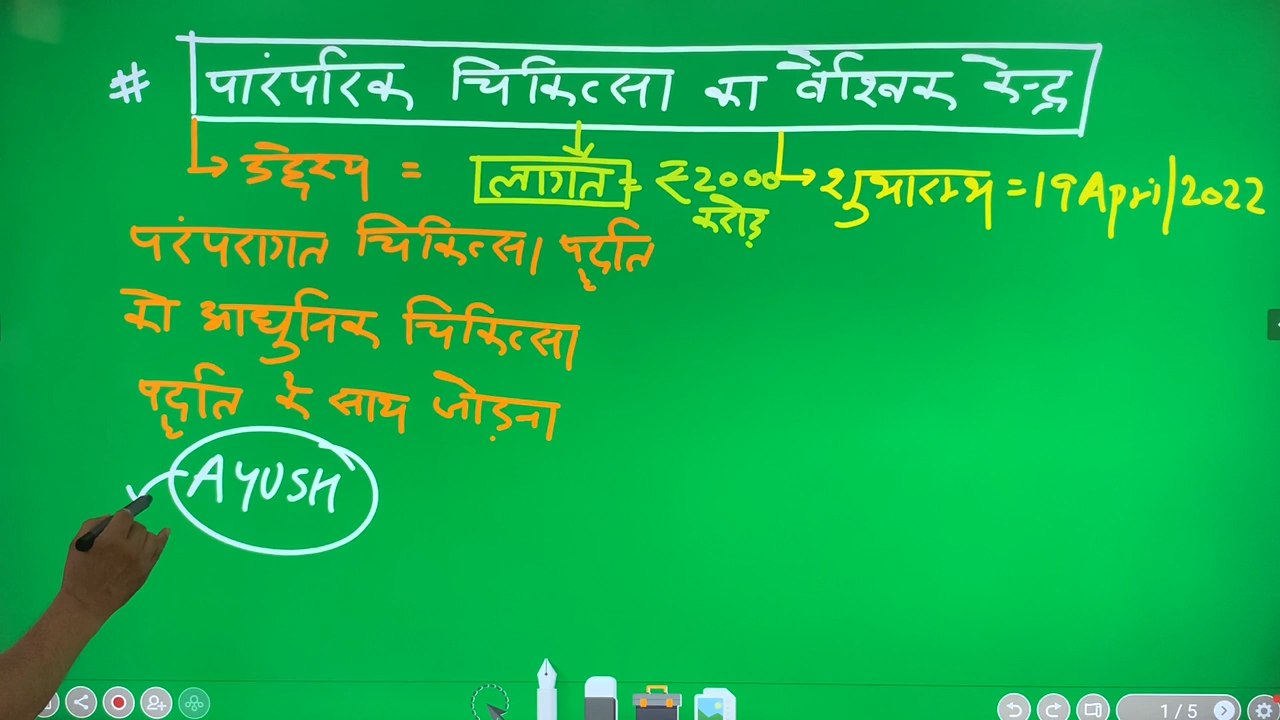 # पारंपरिक चिकित्सा का वैश्विक केन्द्र
उद्देश्य =
लागत = ₹2000 करोड़
शुभारम्भ = 19 April/2022
परंपरागत चिकित्सा पद्धति
को आधुनिक चिकित्सा
पद्धति के साथ जोड़ना
AYUSH
1/5